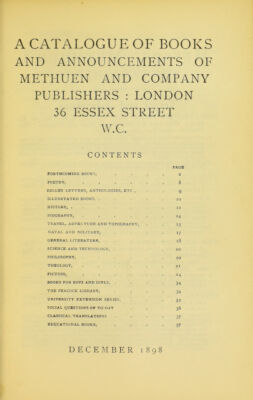 A CATALOGUE OF BOOKS
AND ANNOUNCEMENTS OF
METHUEN AND COMPANY
PUBLISHERS : LONDON
36 ESSEX STREET
W.C.
CONTENTS
PAGE
FORTHCOMING BOOKS, . . . . 2
POETRY, . . . . 8
BELLES LETTRES, ANTHOLOGIES, ETC., . . 9
ILLUSTRATED BOOKS, . . . . 10
HISTORY, . . . . 11
BIOGRAPHY, . . . . 14
TRAVEL, ADVENTURE AND TOPOGRAPHY, . . 15
NAVAL AND MILITARY, . . . . 17
GENERAL LITERATURE, . . . . 18
SCIENCE AND TECHNOLOGY, . . . . 20
PHILOSOPHY, . . . . 20
THEOLOGY, . . . . 21
FICTION, . . . . 24
BOOKS FOR BOYS AND GIRLS, . . . . 34
THE PEACOCK LIBRARY, . . . . 34
UNIVERSITY EXTENSION SERIES, . . . . 35
SOCIAL QUESTIONS OF TO-DAY . . . . 36
CLASSICAL TRANSLATIONS . . . . 37
EDUCATIONAL BOOKS, . . . . 37
DECEMBER 1898